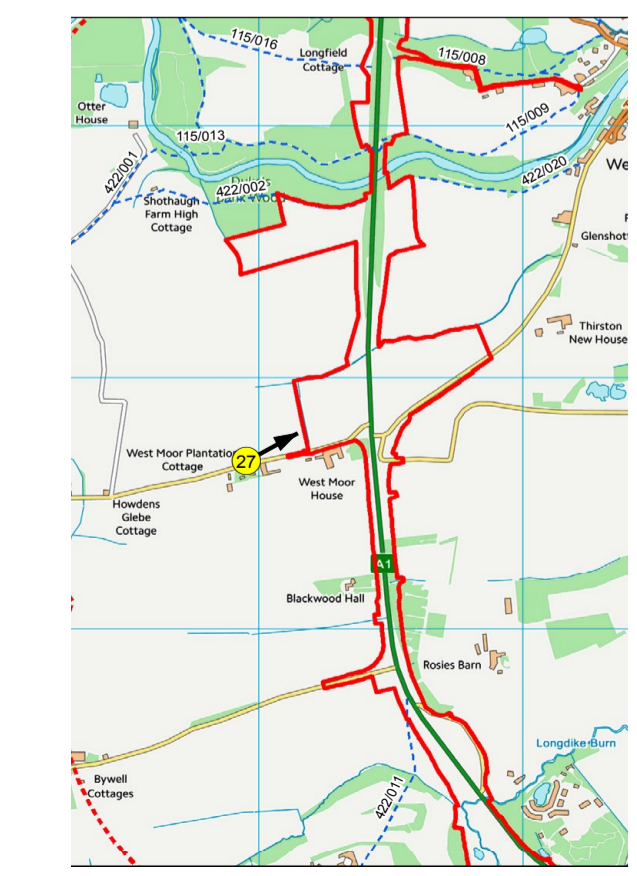 115/016
Longfield
Cottage
115/008
Otter
House
115/009
115/013
422/001
We
422/020
422/002
Shothaugh
Farm High
Cottage
Glenshott
Thirston
New House
West Moor Plantation
Cottage
27
West Moor
House
Howdens
Glebe
Cottage
A1
Blackwood Hall
Rosies Barn
Longdike Burn
Bywell
Cottages
422/011